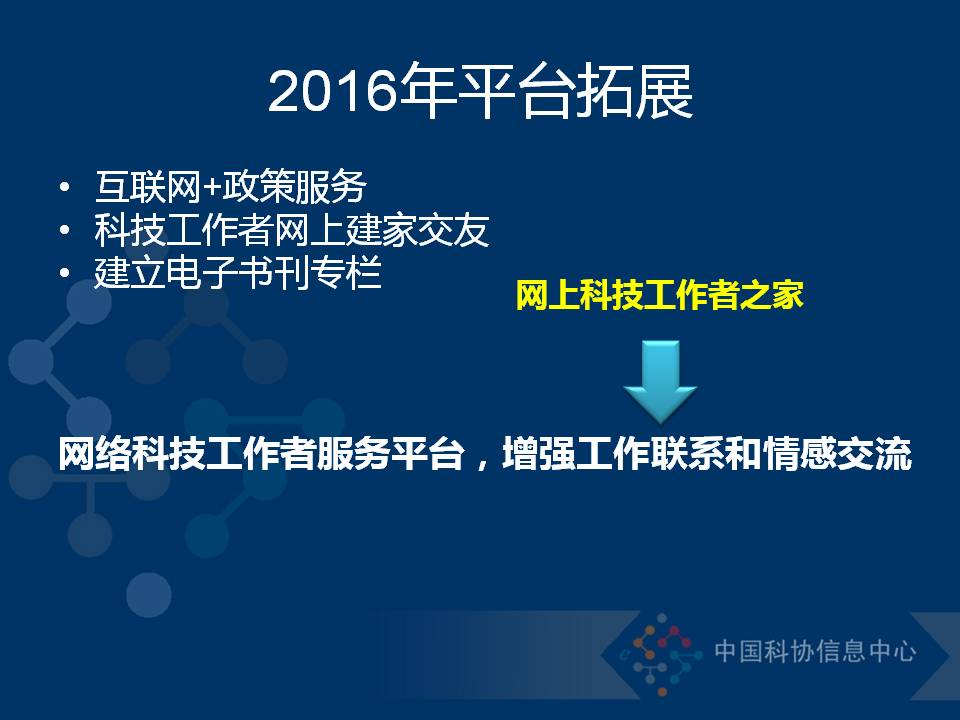 2016年平台拓展
• 互联网+政策服务
• 科技工作者网上建家交友
• 建立电子书刊专栏
网上科技工作者之家
网络科技工作者服务平台，增强工作联系和情感交流
中国科协信息中心